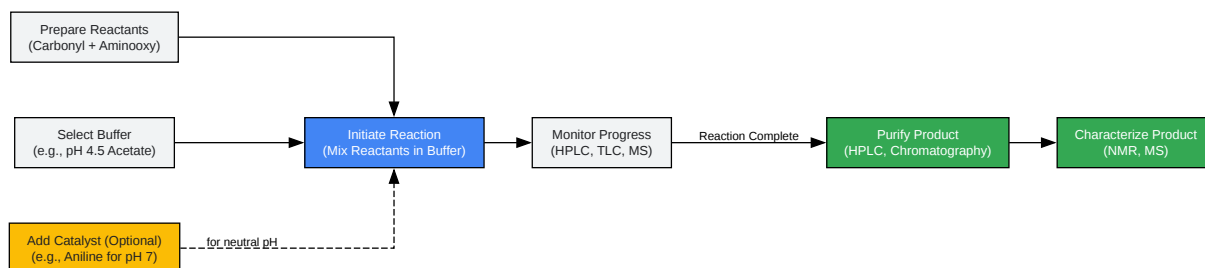 Prepare Reactants
(Carbonyl + Aminooxy)
Select Buffer
(e.g., pH 4.5 Acetate)
Initiate Reaction
(Mix Reactants in Buffer)
Monitor Progress
(HPLC, TLC, MS)
Reaction Complete
Purify Product
(HPLC, Chromatography)
Characterize Product
(NMR, MS)
Add Catalyst (Optional)
(e.g., Aniline for pH 7)
for neutral pH